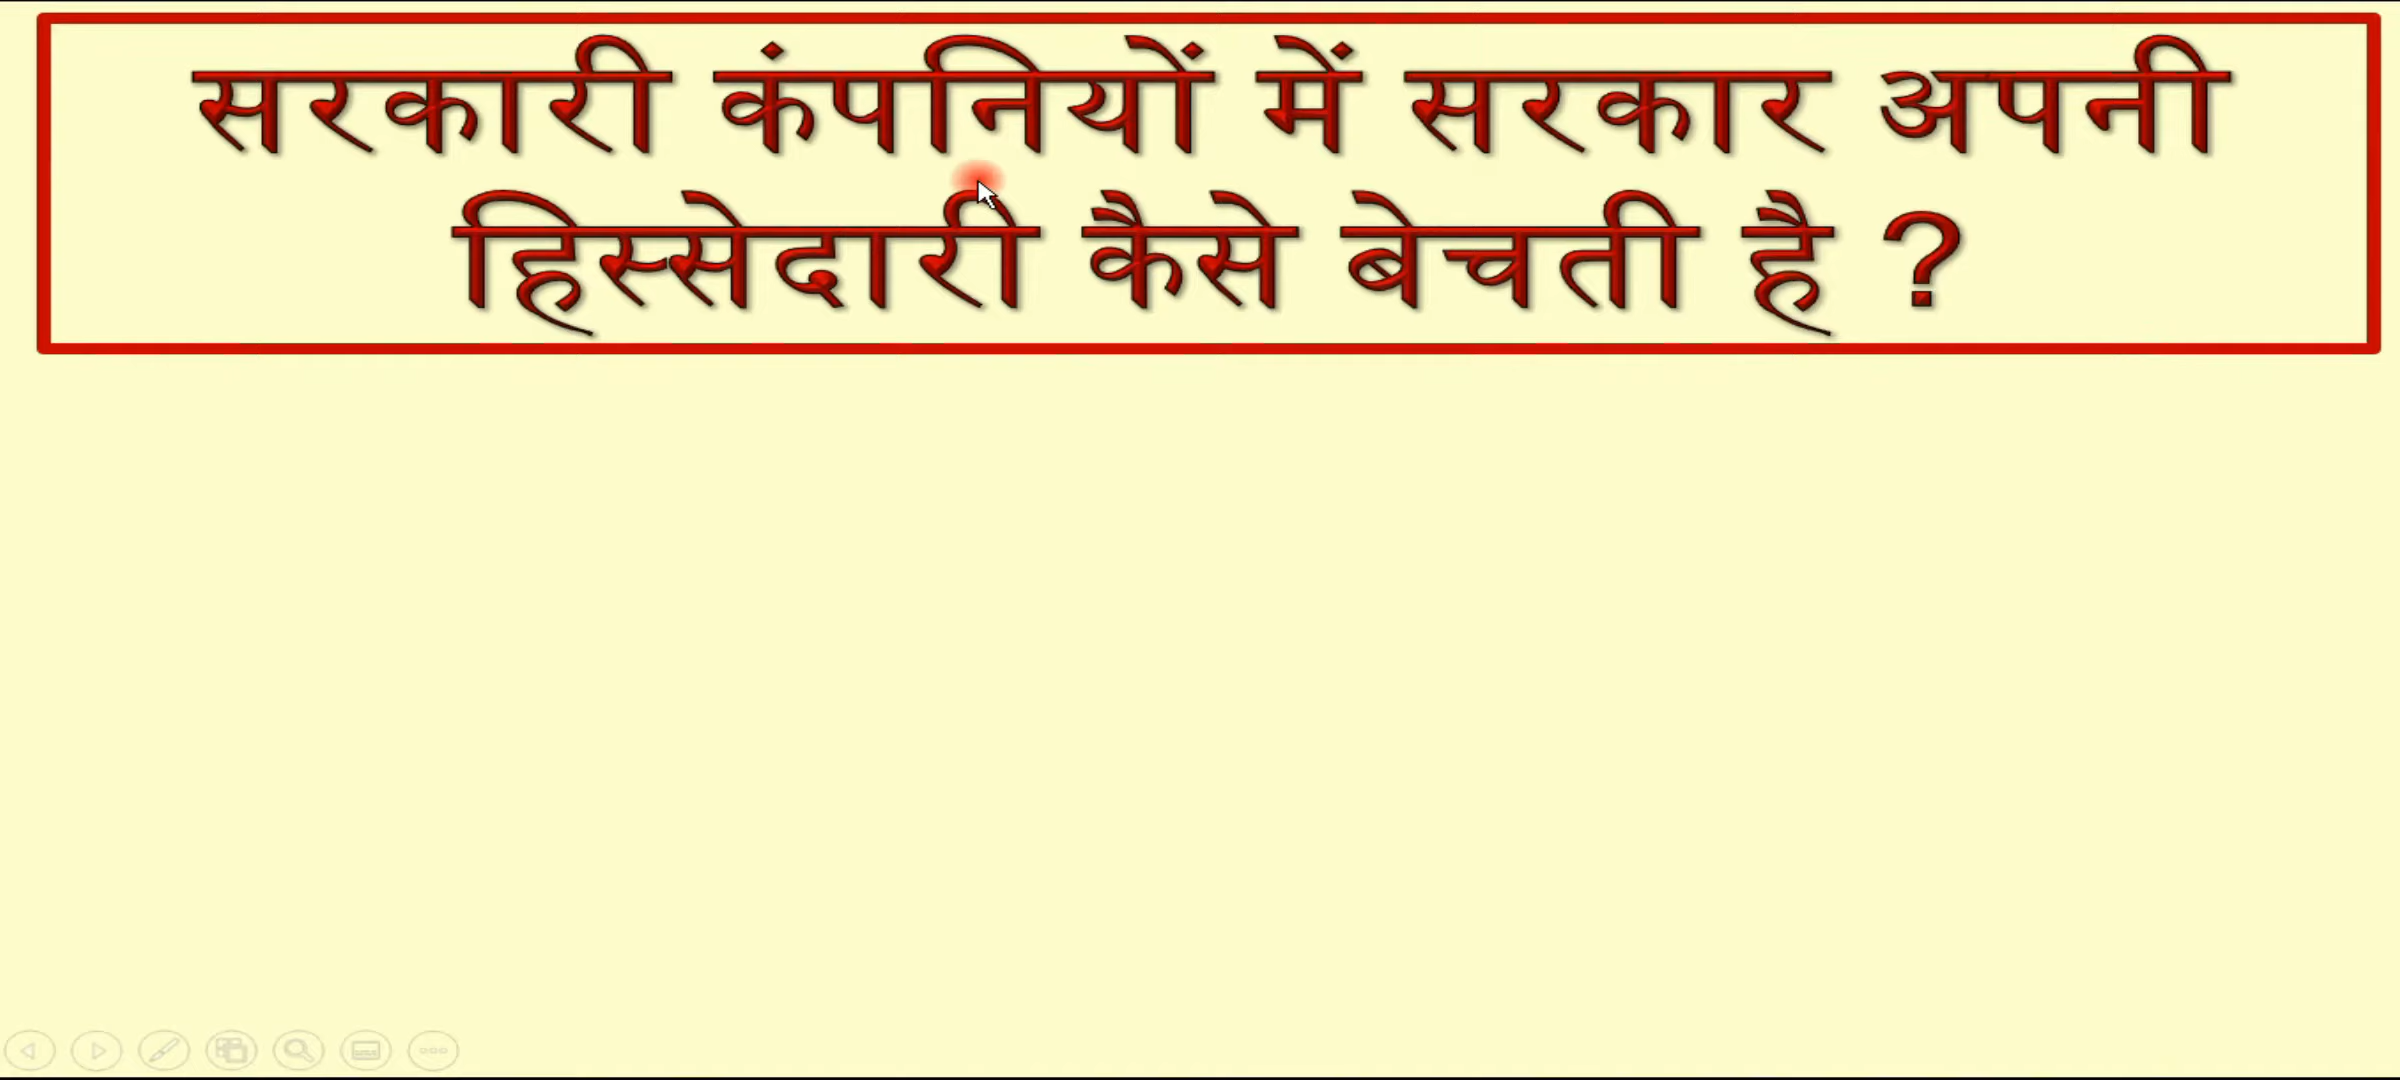 सरकारी कंपनियों में सरकार अपनी
हिस्सेदारी कैसे बेचती है ?